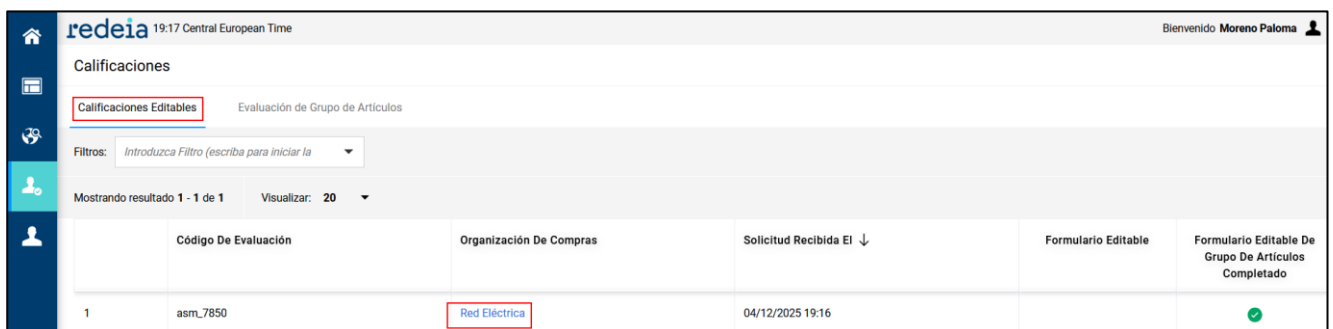 redeia 19:17 Central European Time Bienvenido Moreno Paloma
Calificaciones
Calificaciones Editables Evaluación de Grupo de Artículos
Filtros: Introduzca Filtro (escriba para iniciar la
Mostrando resultado 1 - 1 de 1 Visualizar: 20
Código De Evaluación Organización De Compras Solicitud Recibida El ↓ Formulario Editable Formulario Editable De
Grupo De Artículos
Completado
1 asm_7850 Red Eléctrica 04/12/2025 19:16